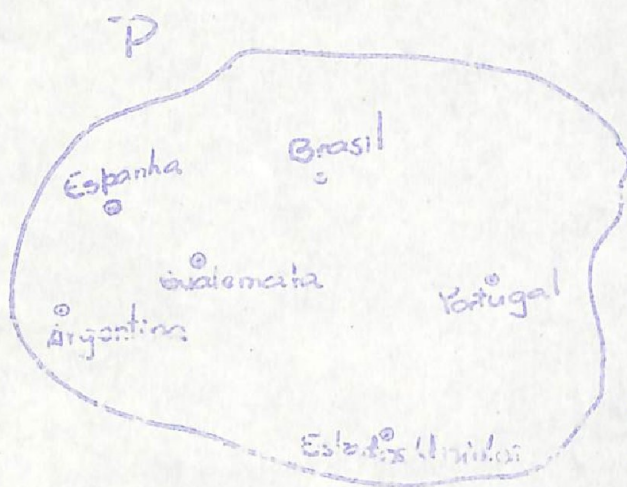 P
Brasil
Espanha
Guatemala
Portugal
Argentina
Estados Unidos